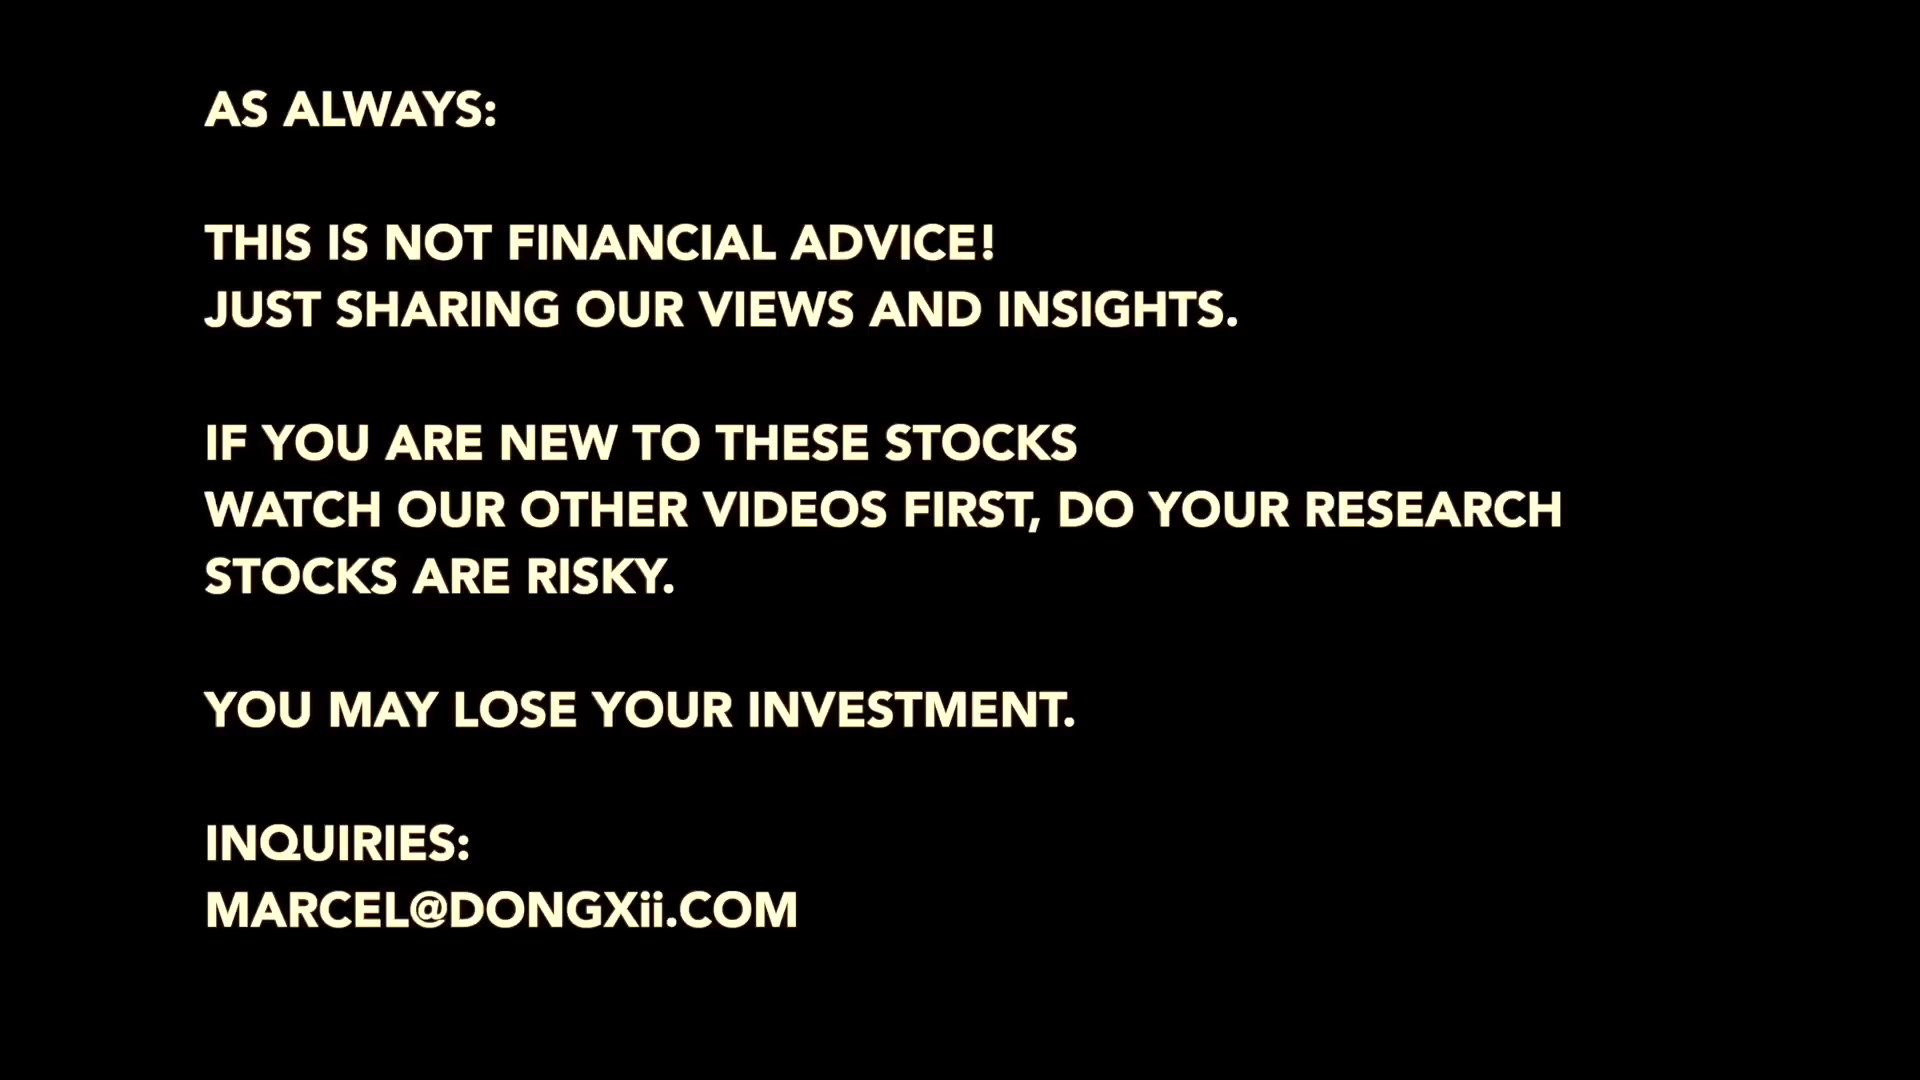 AS ALWAYS:
THIS IS NOT FINANCIAL ADVICE!
JUST SHARING OUR VIEWS AND INSIGHTS.
IF YOU ARE NEW TO THESE STOCKS
WATCH OUR OTHER VIDEOS FIRST, DO YOUR RESEARCH
STOCKS ARE RISKY.
YOU MAY LOSE YOUR INVESTMENT.
INQUIRIES:
MARCEL@DONGXii.COM